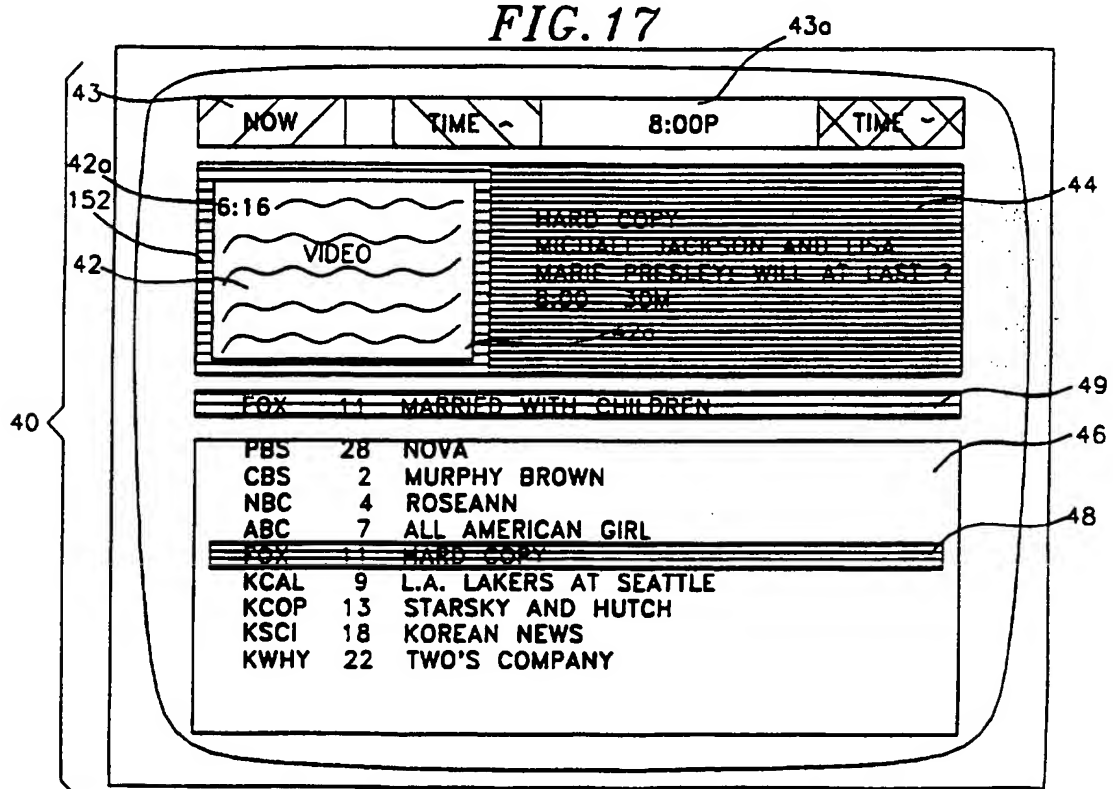 FIG. 17
43a
43
NOW TIME ~ 8:00P TIME ~
42a
152
6:16
VIDEO
42
44
HARD COPY
MICHAEL JACKSON AND LISA
MARIE PRESLEY: WILL AT LAST ?
8:00 30M
42a
49
FOX 11 MARRIED WITH CHILDREN
40
46
PBS 28 NOVA
CBS 2 MURPHY BROWN
NBC 4 ROSEANN
ABC 7 ALL AMERICAN GIRL
48
FOX 11 HARD COPY
KCAL 9 L.A. LAKERS AT SEATTLE
KCOP 13 STARSKY AND HUTCH
KSCI 18 KOREAN NEWS
KWHY 22 TWO'S COMPANY